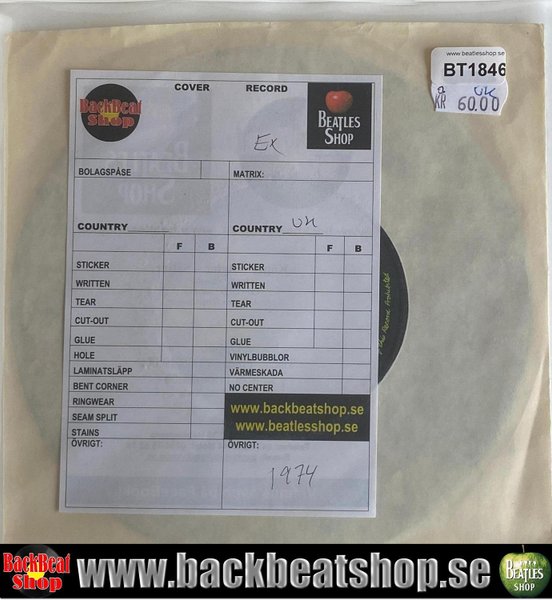 www.beatlesshop.se
BT1846
UK
KR 60.00
COVER RECORD
BackBeat
Shop
BEATLES
SHOP
Ex
BOLAGSPÅSE MATRIX:
COUNTRY COUNTRY UK
F B F B
STICKER STICKER
WRITTEN WRITTEN
TEAR TEAR
CUT-OUT CUT-OUT
GLUE GLUE
HOLE VINYLBUBBLOR
LAMINATSLÄPP VÄRMESKADA
BENT CORNER NO CENTER
RINGWEAR
SEAM SPLIT
STAINS
www.backbeatshop.se
www.beatlesshop.se
ÖVRIGT: ÖVRIGT:
1974
BackBeat
Shop
www.backbeatshop.se
BEATLES
SHOP